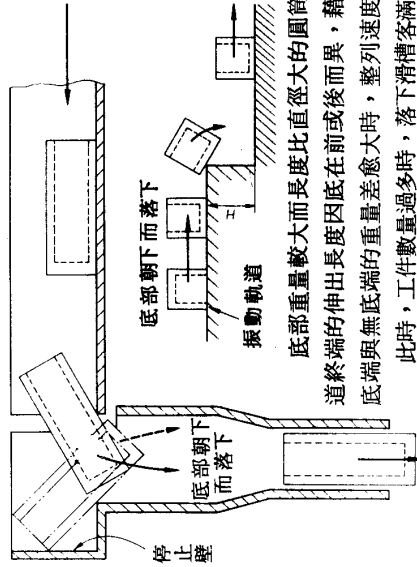 停止壁
底部朝下
而落下
底部朝下而落下
振動軌道
H
底部重量較大而長度比直徑大的圓筒
道終端的伸出長度因底在前或後而異，藉
底端與無底端的重量差愈大時，整列速度
此時，工件數量過多時，落下滑槽客滿